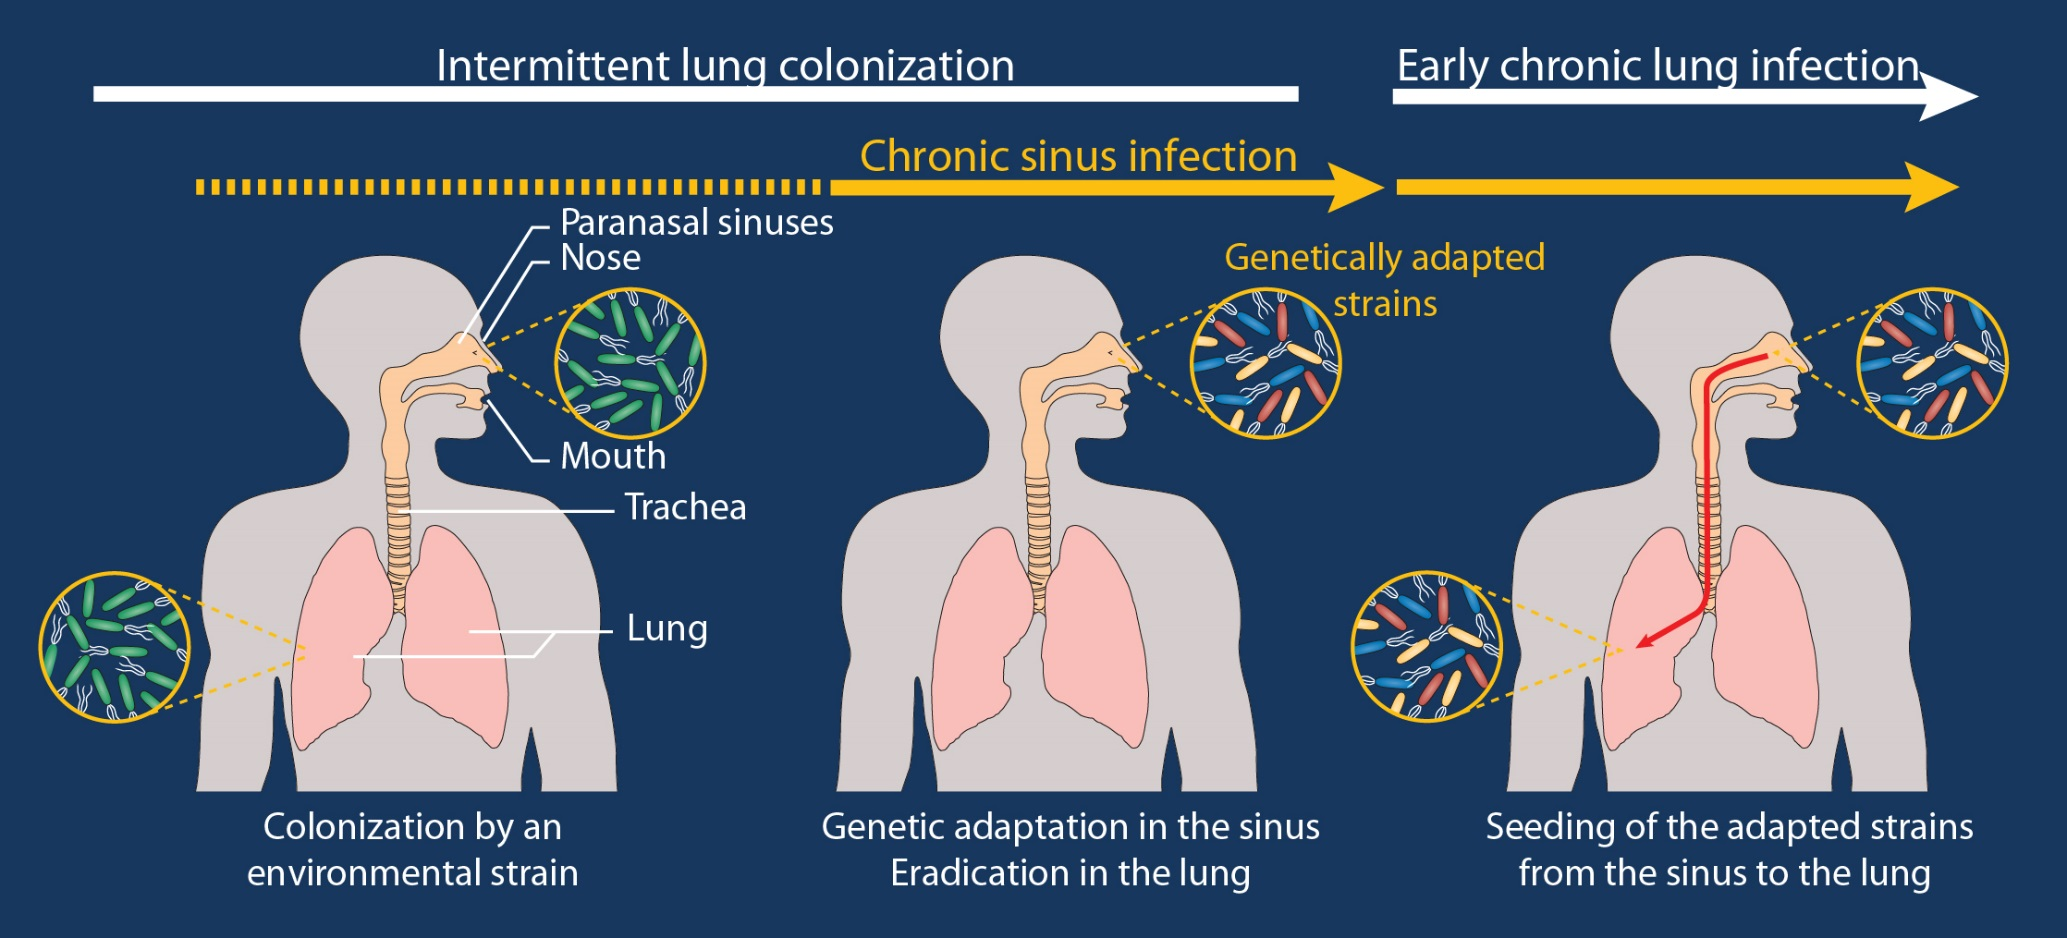 Intermittent lung colonization
Early chronic lung infection
Chronic sinus infection
Paranasal sinuses
Nose
Genetically adapted
strains
Mouth
Trachea
Lung
Colonization by an
environmental strain
Genetic adaptation in the sinus
Eradication in the lung
Seeding of the adapted strains
from the sinus to the lung